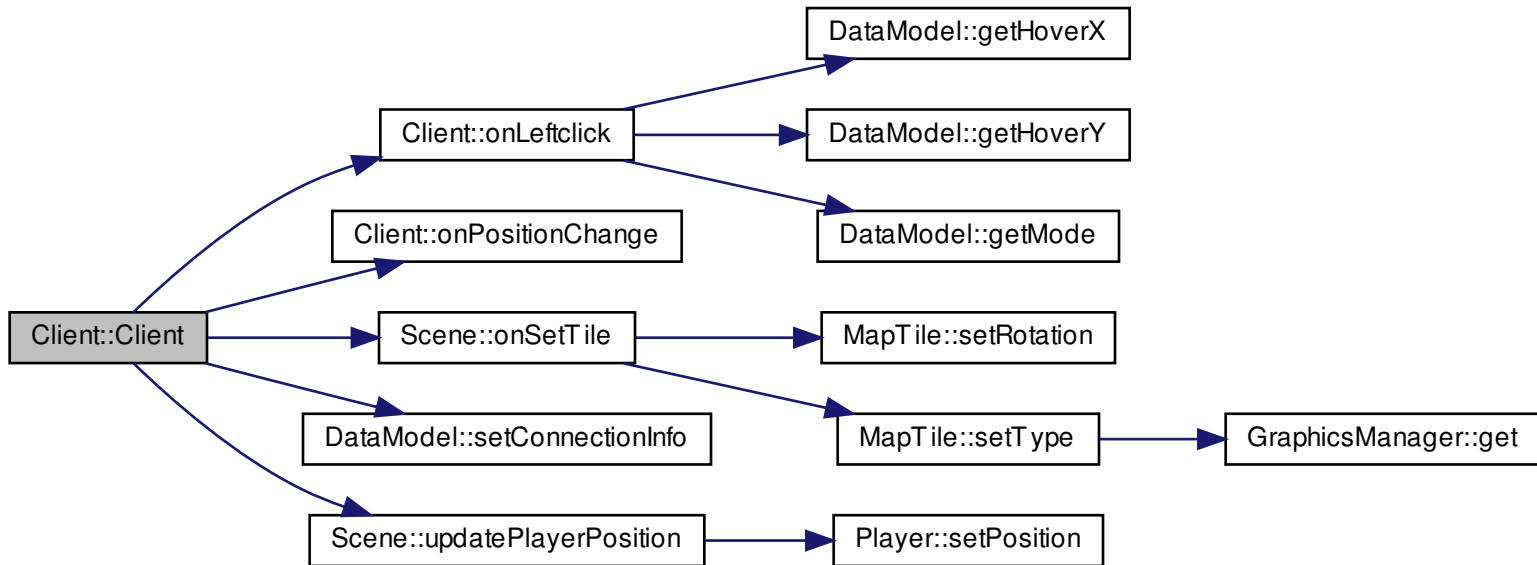 DataModel::getHoverX
Client::onLeftclick
DataModel::getHoverY
DataModel::getMode
Client::onPositionChange
Client::Client
Scene::onSetTile
MapTile::setRotation
DataModel::setConnectionInfo
MapTile::setType
GraphicsManager::get
Scene::updatePlayerPosition
Player::setPosition